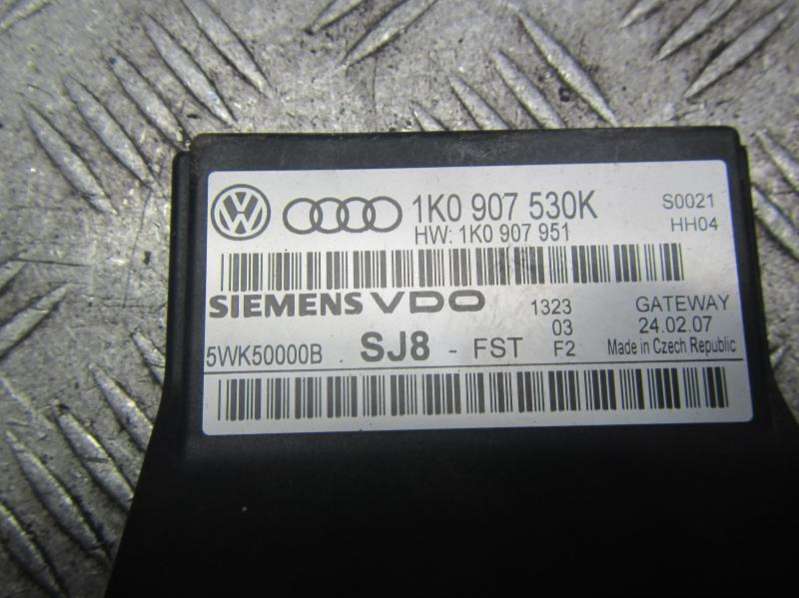 VW 1K0 907 530K S0021
HW: 1K0 907 951 HH04
SIEMENS VDO 1323 GATEWAY
03 24.02.07
5WK50000B SJ8 - FST F2 Made in Czech Republic